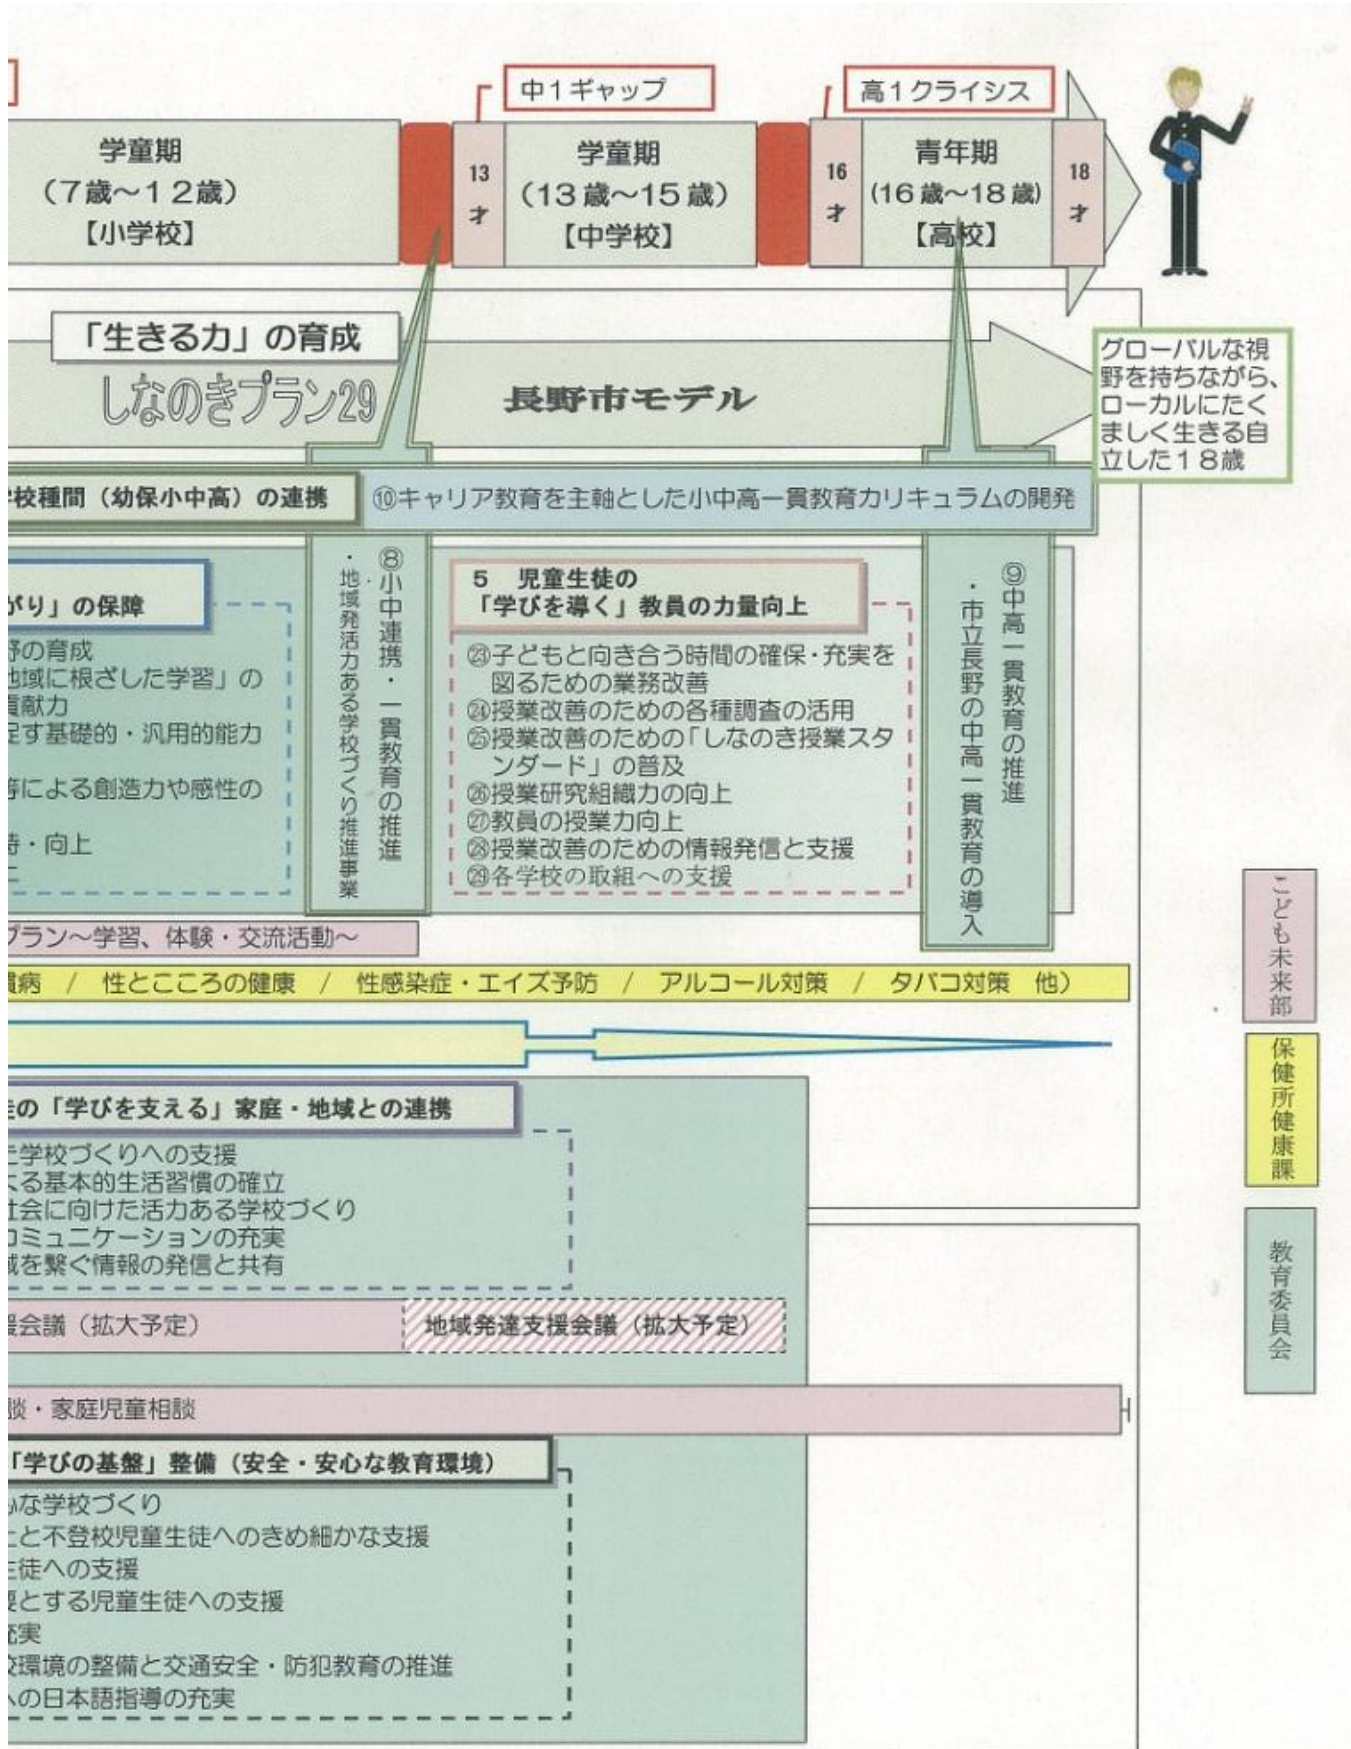 中1ギャップ
高1クライシス
学童期
（7歳～12歳）
【小学校】
13
才
学童期
（13歳～15歳）
【中学校】
16
才
青年期
(16歳～18歳)
【高校】
18
才
「生きる力」の育成
しなのきプラン29
長野市モデル
グローバルな視
野を持ちながら、
ローカルにたく
ましく生きる自
立した18歳
校種間（幼保小中高）の連携
⑩キャリア教育を主軸とした小中高一貫教育カリキュラムの開発
がり」の保障
野の育成
地域に根ざした学習」の
貢献力
促す基礎的・汎用的能力
等による創造力や感性の
持・向上
⑧小中連携・一貫教育の推進
・地域発活力ある学校づくり推進事業
5　児童生徒の
「学びを導く」教員の力量向上
㉓子どもと向き合う時間の確保・充実を
図るための業務改善
㉔授業改善のための各種調査の活用
㉕授業改善のための「しなのき授業スタ
ンダード」の普及
㉖授業研究組織力の向上
㉗教員の授業力向上
㉘授業改善のための情報発信と支援
㉙各学校の取組への支援
⑨中高一貫教育の推進
・市立長野の中高一貫教育の導入
プラン～学習、体験・交流活動～
慣病　/　性とこころの健康　/　性感染症・エイズ予防　/　アルコール対策　/　タバコ対策　他）
こども未来部
保健所健康課
教育委員会
の「学びを支える」家庭・地域との連携
た学校づくりへの支援
よる基本的生活習慣の確立
社会に向けた活力ある学校づくり
コミュニケーションの充実
域を繋ぐ情報の発信と共有
援会議（拡大予定）
地域発達支援会議（拡大予定）
談・家庭児童相談
「学びの基盤」整備（安全・安心な教育環境）
な学校づくり
と不登校児童生徒へのきめ細かな支援
生徒への支援
要とする児童生徒への支援
充実
校環境の整備と交通安全・防犯教育の推進
への日本語指導の充実